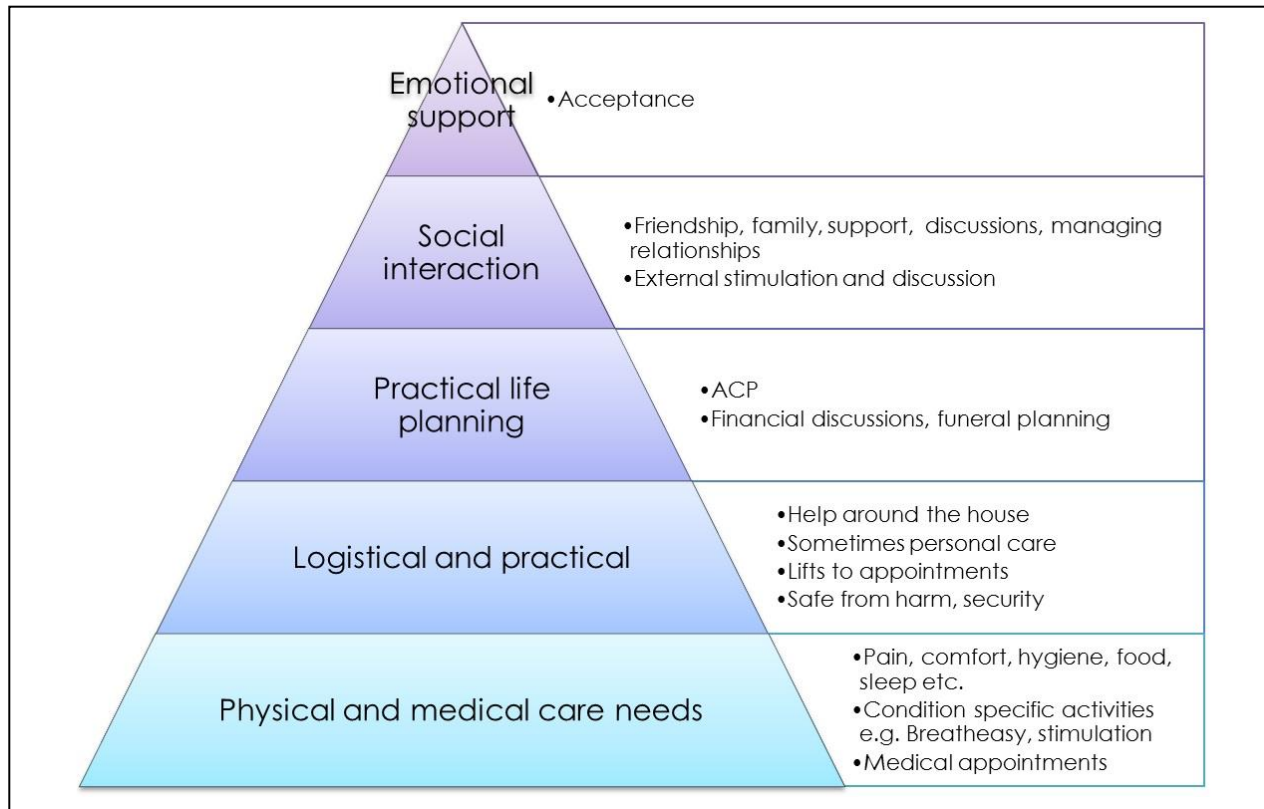 Emotional
support
•Acceptance
Social
interaction
•Friendship, family, support, discussions, managing
relationships
•External stimulation and discussion
Practical life
planning
•ACP
•Financial discussions, funeral planning
Logistical and practical
•Help around the house
•Sometimes personal care
•Lifts to appointments
•Safe from harm, security
Physical and medical care needs
•Pain, comfort, hygiene, food,
sleep etc.
•Condition specific activities
e.g. Breatheasy, stimulation
•Medical appointments